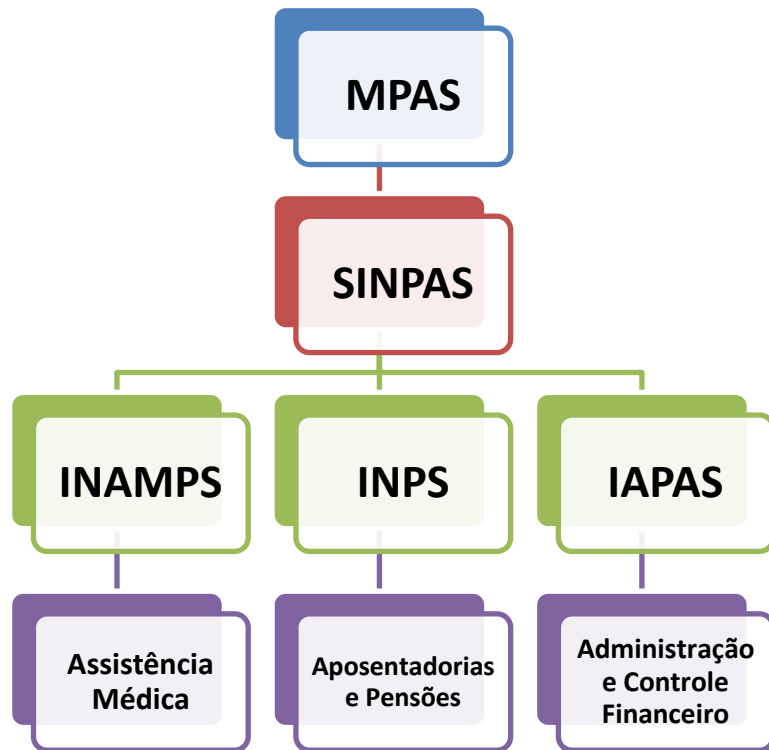 MPAS
SINPAS
INAMPS
INPS
IAPAS
Assistência
Médica
Aposentadorias
e Pensões
Administração
e Controle
Financeiro